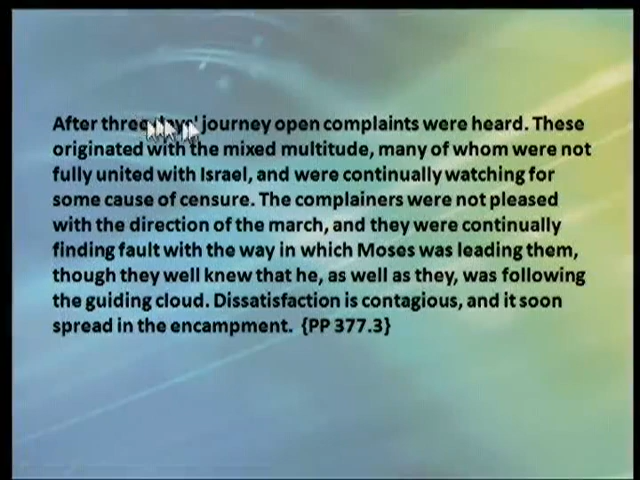 After three days' journey open complaints were heard. These
originated with the mixed multitude, many of whom were not
fully united with Israel, and were continually watching for
some cause of censure. The complainers were not pleased
with the direction of the march, and they were continually
finding fault with the way in which Moses was leading them,
though they well knew that he, as well as they, was following
the guiding cloud. Dissatisfaction is contagious, and it soon
spread in the encampment. {PP 377.3}